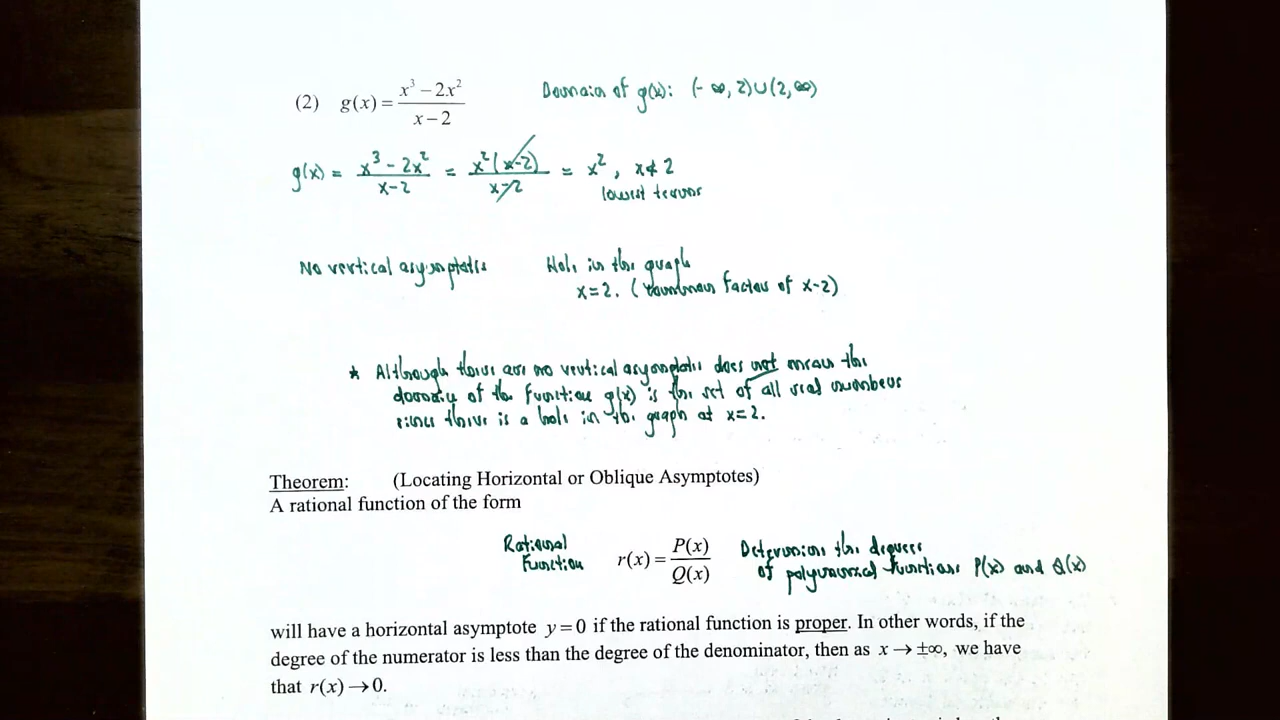 (2) g(x) = (x³ − 2x²)/(x − 2) Domain of g(x): (-∞, 2)∪(2, ∞)
g(x) = (x³ - 2x²)/(x-2) = x²(x-2)/(x-2) = x², x≠2
lowest terms
No vertical asymptotes Hole in the graph
x=2. (common factor of x-2)
* Although there are no vertical asymptotes does not mean the
domain of the function g(x) is the set of all real numbers
since there is a hole in the graph at x=2.
Theorem: (Locating Horizontal or Oblique Asymptotes)
A rational function of the form
Rational Function r(x) = P(x)/Q(x) Determine the degrees
of polynomial functions P(x) and Q(x)
will have a horizontal asymptote y = 0 if the rational function is proper. In other words, if the
degree of the numerator is less than the degree of the denominator, then as x → ±∞, we have
that r(x) → 0.